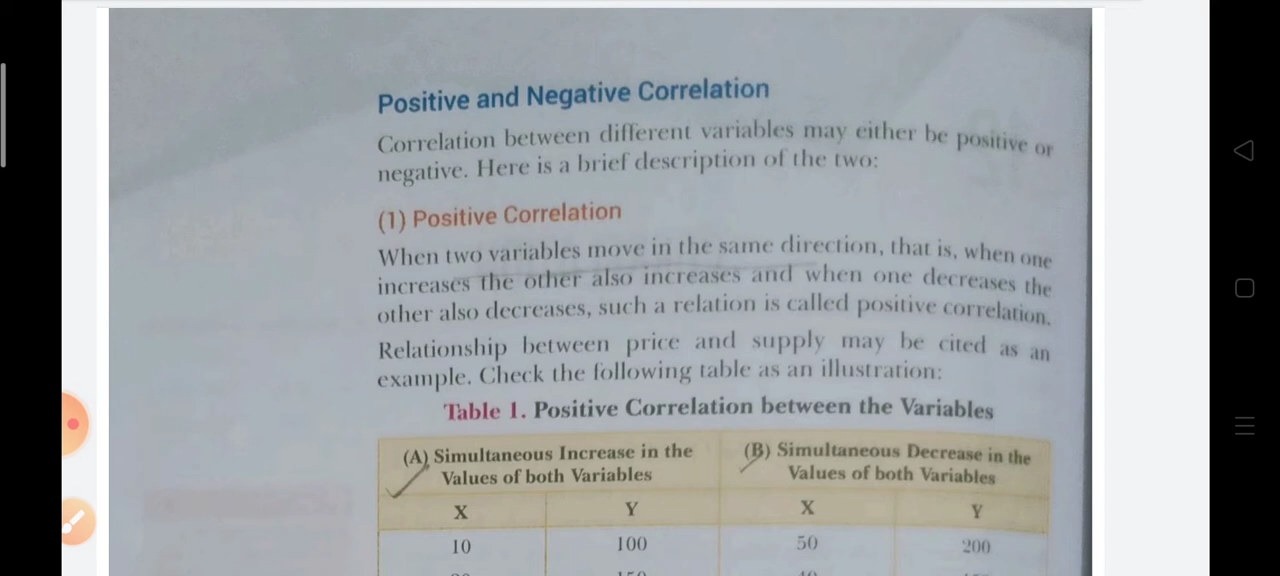 Positive and Negative Correlation
Correlation between different variables may either be positive or
negative. Here is a brief description of the two:
(1) Positive Correlation
When two variables move in the same direction, that is, when one
increases the other also increases and when one decreases the
other also decreases, such a relation is called positive correlation.
Relationship between price and supply may be cited as an
example. Check the following table as an illustration:
Table 1. Positive Correlation between the Variables
(A) Simultaneous Increase in the
Values of both Variables
(B) Simultaneous Decrease in the
Values of both Variables
X Y X Y
10 100 50 200